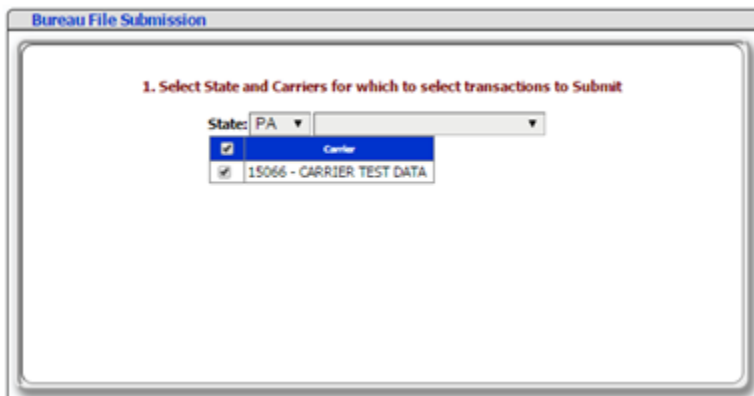 Bureau File Submission
1. Select State and Carriers for which to select transactions to Submit
State: PA
Carrier
15066 - CARRIER TEST DATA